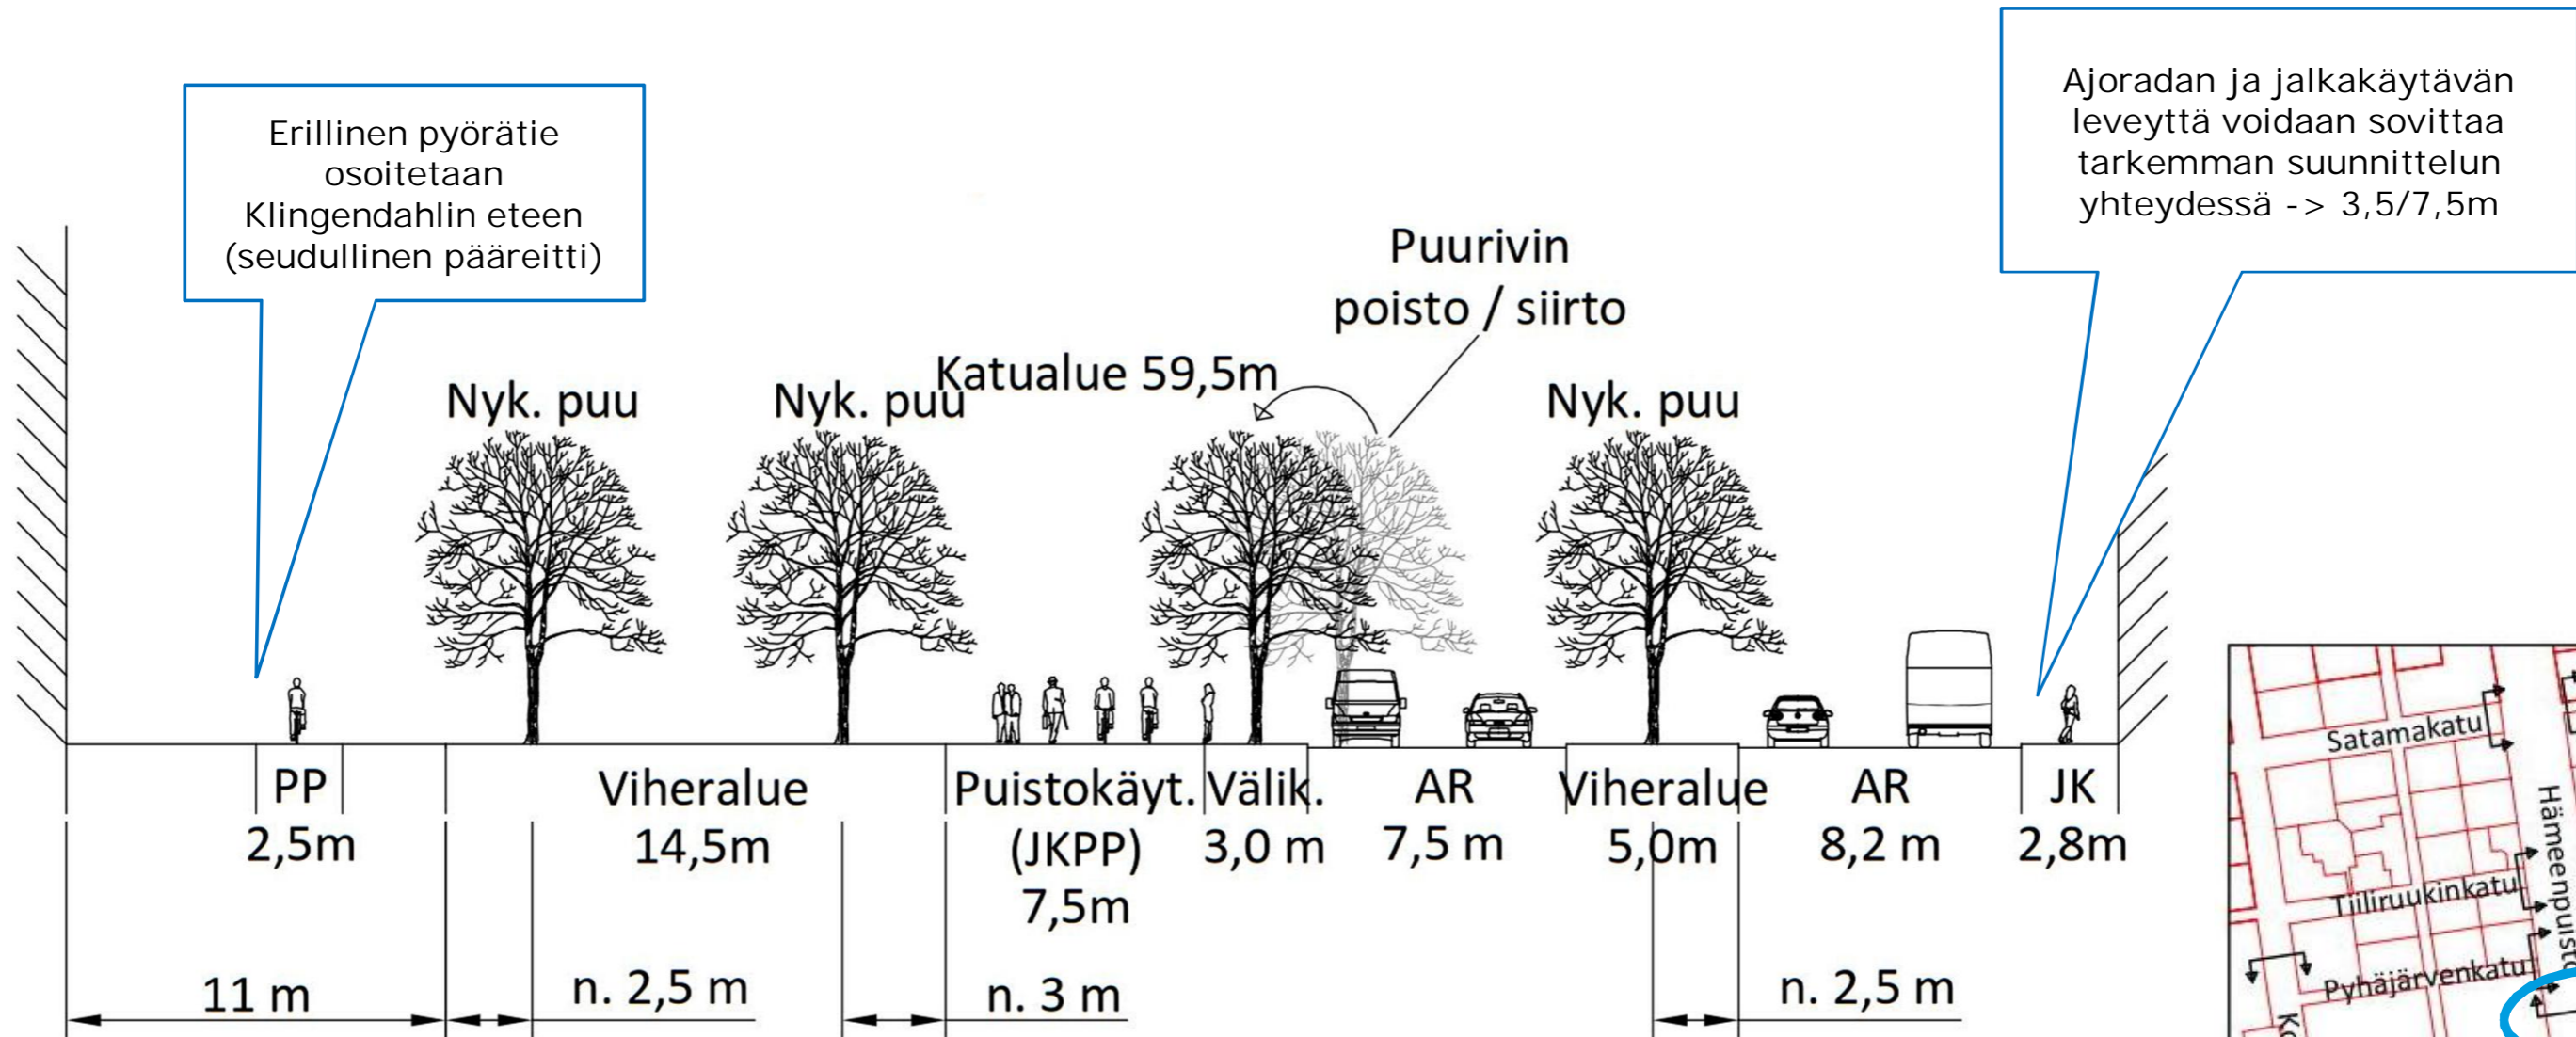 Erillinen pyörätie
osoitetaan
Klingendahlin eteen
(seudullinen pääreitti)
Ajoradan ja jalkakäytävän
leveyttä voidaan sovittaa
tarkemman suunnittelun
yhteydessä -> 3,5/7,5m
Puurivin
poisto / siirto
Katualue 59,5m
Nyk. puu
Nyk. puu
Nyk. puu
PP
2,5m
Viheralue
14,5m
Puistokäyt.
(JKPP)
7,5m
Välik.
3,0 m
AR
7,5 m
Viheralue
5,0m
AR
8,2 m
JK
2,8m
11 m
n. 2,5 m
n. 3 m
n. 2,5 m
Satamakatu
Hämeenpuisto
Tiiliruukinkatu
Pyhäjärvenkatu